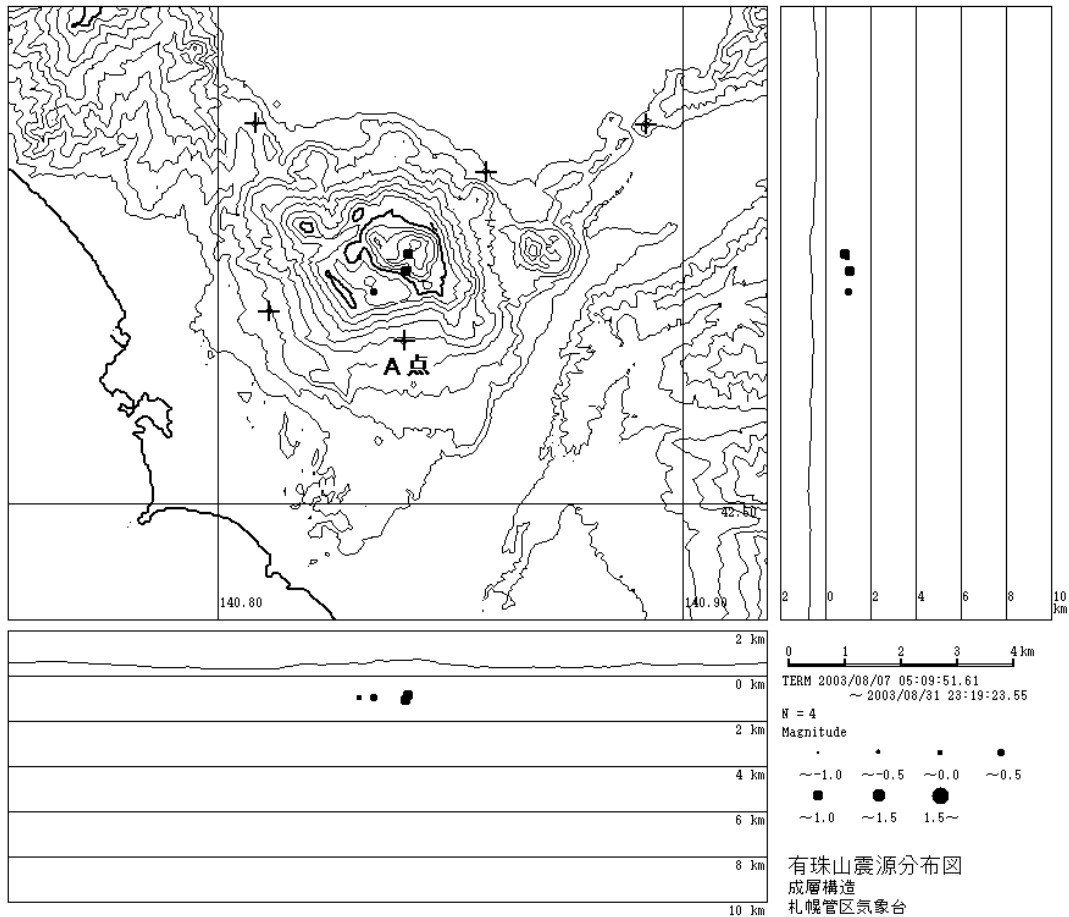 A点
42.50
140.80
140.90
2 0 2 4 6 8 10
km
2 km
0 km
2 km
4 km
6 km
8 km
10 km
0 1 2 3 4km
TERM 2003/08/07 05:09:51.61
～ 2003/08/31 23:19:23.55
N = 4
Magnitude
～-1.0 ～-0.5 ～0.0 ～0.5
～1.0 ～1.5 1.5～
有珠山震源分布図
成層構造
札幌管区気象台